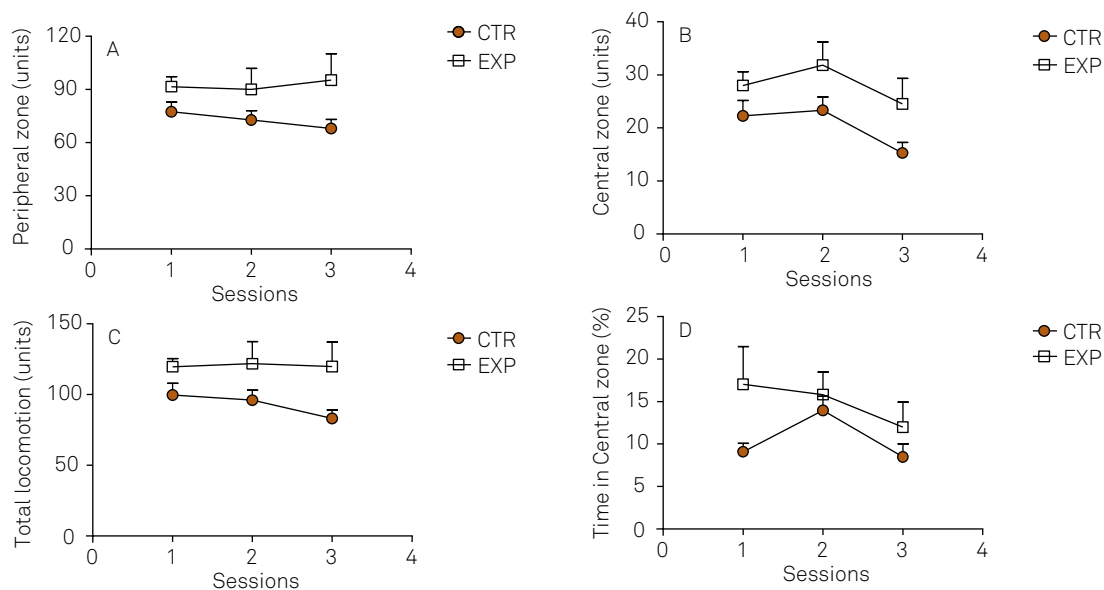 A
CTR
EXP
Peripheral zone (units)
120
90
60
30
0
0 1 2 3 4
Sessions
B
CTR
EXP
Central zone (units)
40
30
20
10
0
0 1 2 3 4
Sessions
C
CTR
EXP
Total locomotion (units)
150
100
50
0
0 1 2 3 4
Sessions
D
CTR
EXP
Time in Central zone (%)
25
20
15
10
5
0
0 1 2 3 4
Sessions